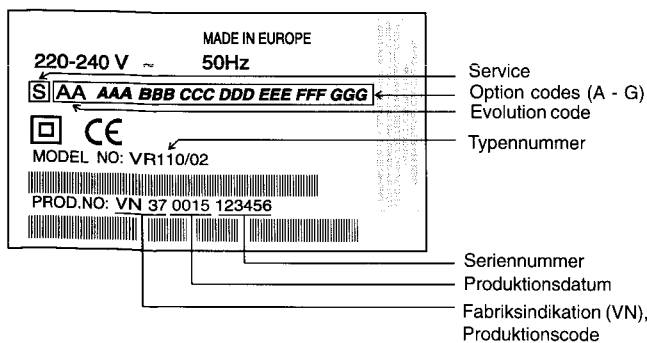 MADE IN EUROPE
220-240 V ~ 50Hz
S AA AAA BBB CCC DDD EEE FFF GGG
CE
MODEL NO: VR110/02
PROD.NO: VN 37 0015 123456
Service
Option codes (A - G)
Evolution code
Typennummer
Seriennummer
Produktionsdatum
Fabriksindikation (VN),
Produktionscode